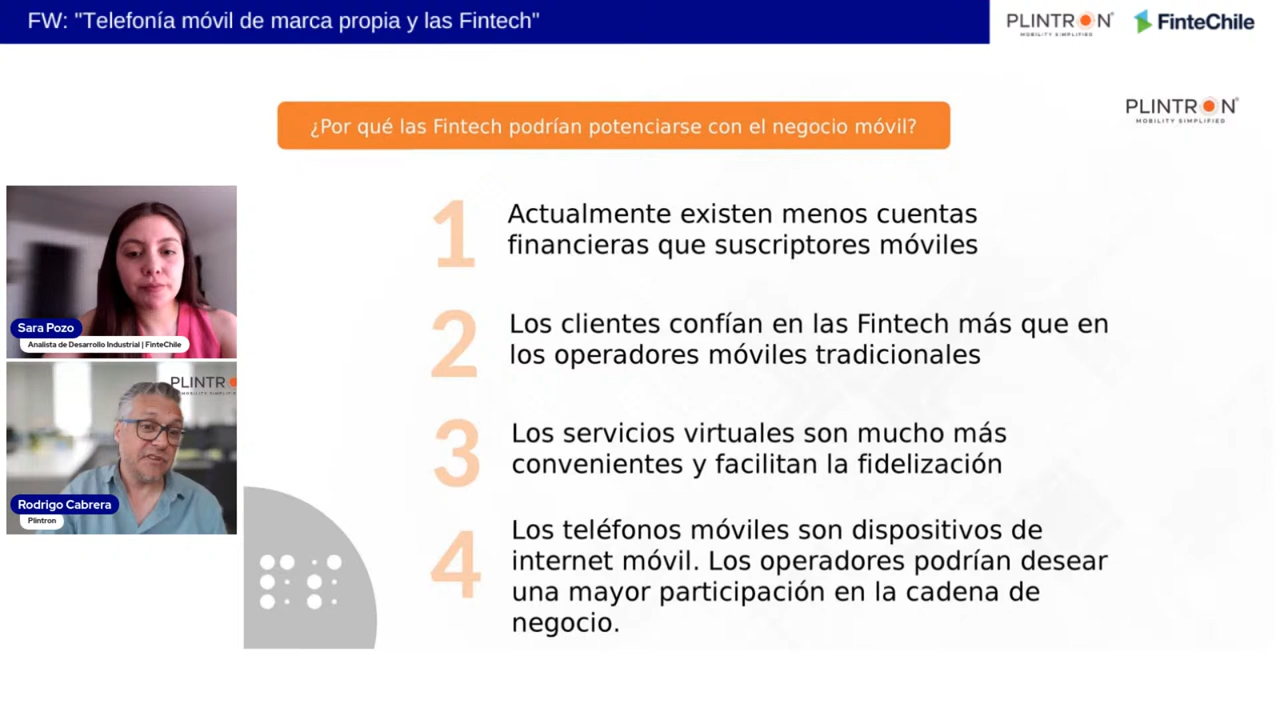 FW: "Telefonía móvil de marca propia y las Fintech"
PLINTRON®
MOBILITY SIMPLIFIED
FinteChile
¿Por qué las Fintech podrían potenciarse con el negocio móvil?
PLINTRON®
MOBILITY SIMPLIFIED
1
Actualmente existen menos cuentas
financieras que suscriptores móviles
2
Los clientes confían en las Fintech más que en
los operadores móviles tradicionales
3
Los servicios virtuales son mucho más
convenientes y facilitan la fidelización
4
Los teléfonos móviles son dispositivos de
internet móvil. Los operadores podrían desear
una mayor participación en la cadena de
negocio.
Sara Pozo
Analista de Desarrollo Industrial | FinteChile
PLINTR
Rodrigo Cabrera
Plintron